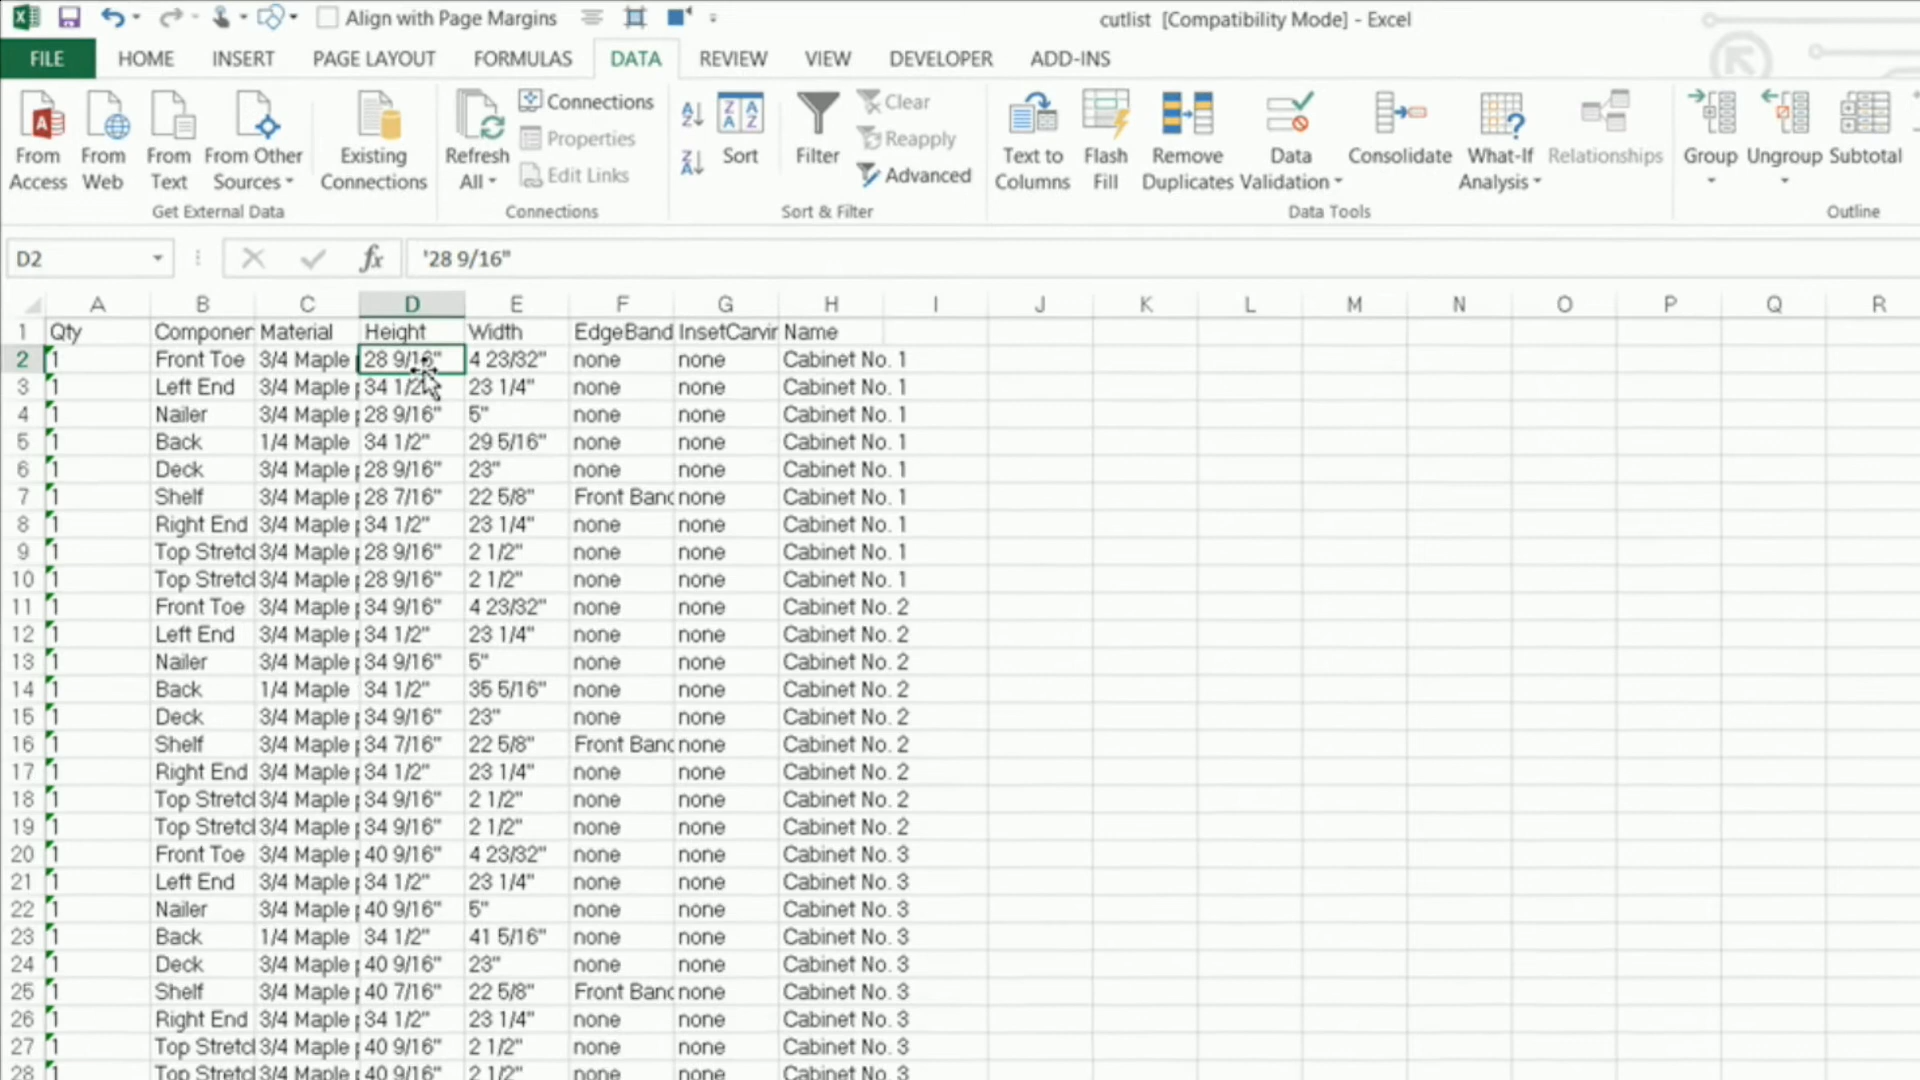 Align with Page Margins
cutlist [Compatibility Mode] - Excel
FILE HOME INSERT PAGE LAYOUT FORMULAS DATA REVIEW VIEW DEVELOPER ADD-INS
From Access From Web From Text From Other Sources Existing Connections Refresh All Connections Properties Edit Links Sort Filter Clear Reapply Advanced Text to Columns Flash Fill Remove Duplicates Data Validation Consolidate What-If Analysis Relationships Group Ungroup Subtotal
Get External Data Connections Sort & Filter Data Tools Outline
D2 fx '28 9/16"
A B C D E F G H I J K L M N O P Q R
1 Qty Componer Material Height Width EdgeBand InsetCarvir Name
2 1 Front Toe 3/4 Maple p 28 9/16" 4 23/32" none none Cabinet No. 1
3 1 Left End 3/4 Maple p 34 1/2" 23 1/4" none none Cabinet No. 1
4 1 Nailer 3/4 Maple p 28 9/16" 5" none none Cabinet No. 1
5 1 Back 1/4 Maple 34 1/2" 29 5/16" none none Cabinet No. 1
6 1 Deck 3/4 Maple p 28 9/16" 23" none none Cabinet No. 1
7 1 Shelf 3/4 Maple p 28 7/16" 22 5/8" Front Banc none Cabinet No. 1
8 1 Right End 3/4 Maple p 34 1/2" 23 1/4" none none Cabinet No. 1
9 1 Top Stretcl 3/4 Maple p 28 9/16" 2 1/2" none none Cabinet No. 1
10 1 Top Stretcl 3/4 Maple p 28 9/16" 2 1/2" none none Cabinet No. 1
11 1 Front Toe 3/4 Maple p 34 9/16" 4 23/32" none none Cabinet No. 2
12 1 Left End 3/4 Maple p 34 1/2" 23 1/4" none none Cabinet No. 2
13 1 Nailer 3/4 Maple p 34 9/16" 5" none none Cabinet No. 2
14 1 Back 1/4 Maple 34 1/2" 35 5/16" none none Cabinet No. 2
15 1 Deck 3/4 Maple p 34 9/16" 23" none none Cabinet No. 2
16 1 Shelf 3/4 Maple p 34 7/16" 22 5/8" Front Banc none Cabinet No. 2
17 1 Right End 3/4 Maple p 34 1/2" 23 1/4" none none Cabinet No. 2
18 1 Top Stretcl 3/4 Maple p 34 9/16" 2 1/2" none none Cabinet No. 2
19 1 Top Stretcl 3/4 Maple p 34 9/16" 2 1/2" none none Cabinet No. 2
20 1 Front Toe 3/4 Maple p 40 9/16" 4 23/32" none none Cabinet No. 3
21 1 Left End 3/4 Maple p 34 1/2" 23 1/4" none none Cabinet No. 3
22 1 Nailer 3/4 Maple p 40 9/16" 5" none none Cabinet No. 3
23 1 Back 1/4 Maple 34 1/2" 41 5/16" none none Cabinet No. 3
24 1 Deck 3/4 Maple p 40 9/16" 23" none none Cabinet No. 3
25 1 Shelf 3/4 Maple p 40 7/16" 22 5/8" Front Banc none Cabinet No. 3
26 1 Right End 3/4 Maple p 34 1/2" 23 1/4" none none Cabinet No. 3
27 1 Top Stretcl 3/4 Maple p 40 9/16" 2 1/2" none none Cabinet No. 3
28 1 Top Stretcl 3/4 Maple p 40 9/16" 2 1/2" none none Cabinet No. 3